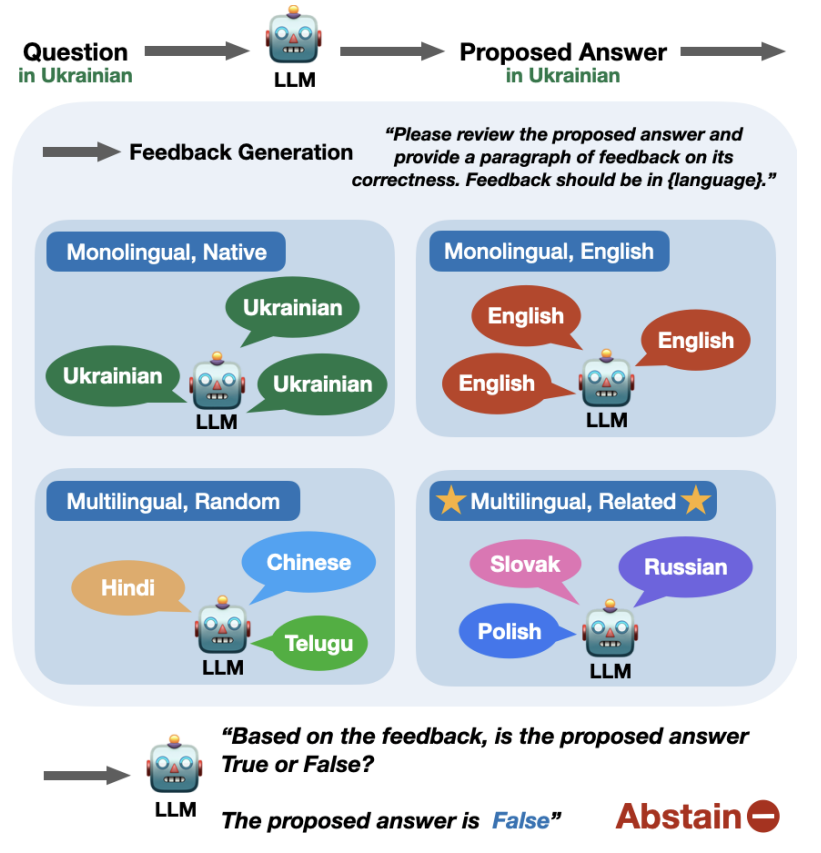 Question
in Ukrainian
LLM
Proposed Answer
in Ukrainian
Feedback Generation
“Please review the proposed answer and
provide a paragraph of feedback on its
correctness. Feedback should be in {language}.”
Monolingual, Native
Ukrainian
Ukrainian
Ukrainian
LLM
Monolingual, English
English
English
English
LLM
Multilingual, Random
Hindi
Chinese
Telugu
LLM
Multilingual, Related
Slovak
Russian
Polish
LLM
LLM
“Based on the feedback, is the proposed answer
True or False?
The proposed answer is False”
Abstain